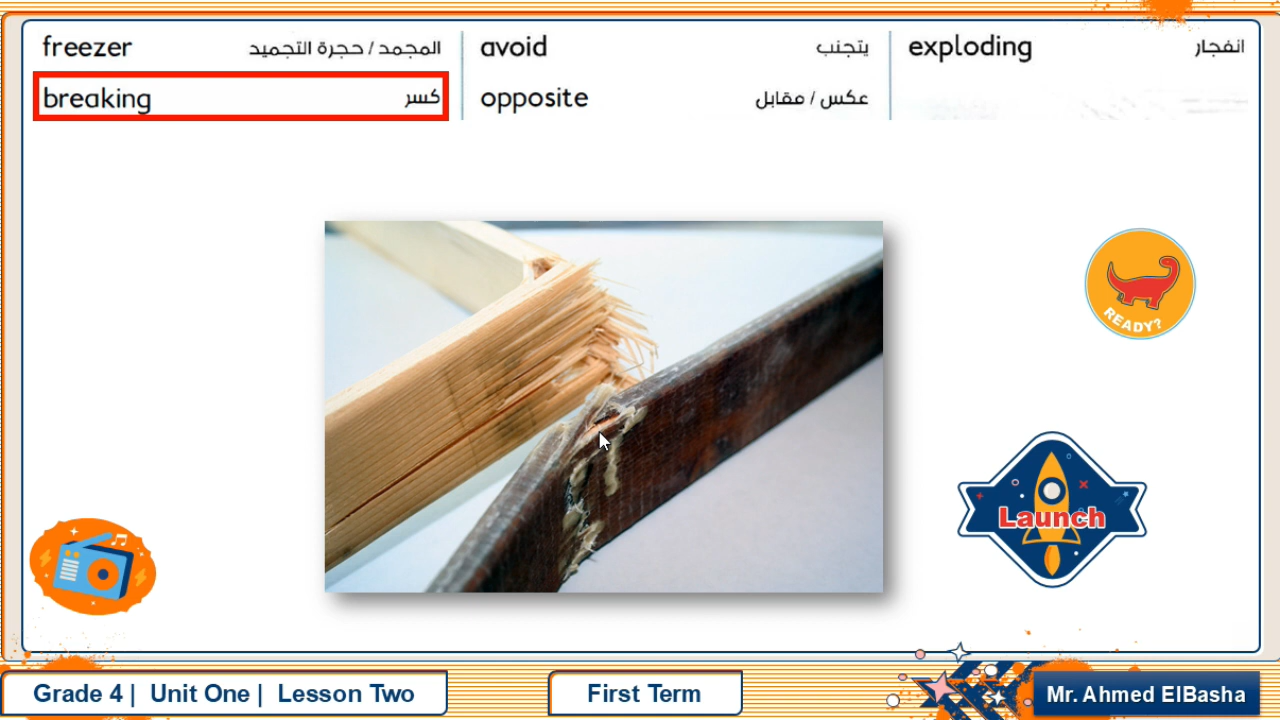 freezer المجمد / حجرة التجميد
breaking كسر
avoid يتجنب
opposite عكس / مقابل
exploding انفجار
READY?
Launch
Grade 4 | Unit One | Lesson Two
First Term
Mr. Ahmed ElBasha